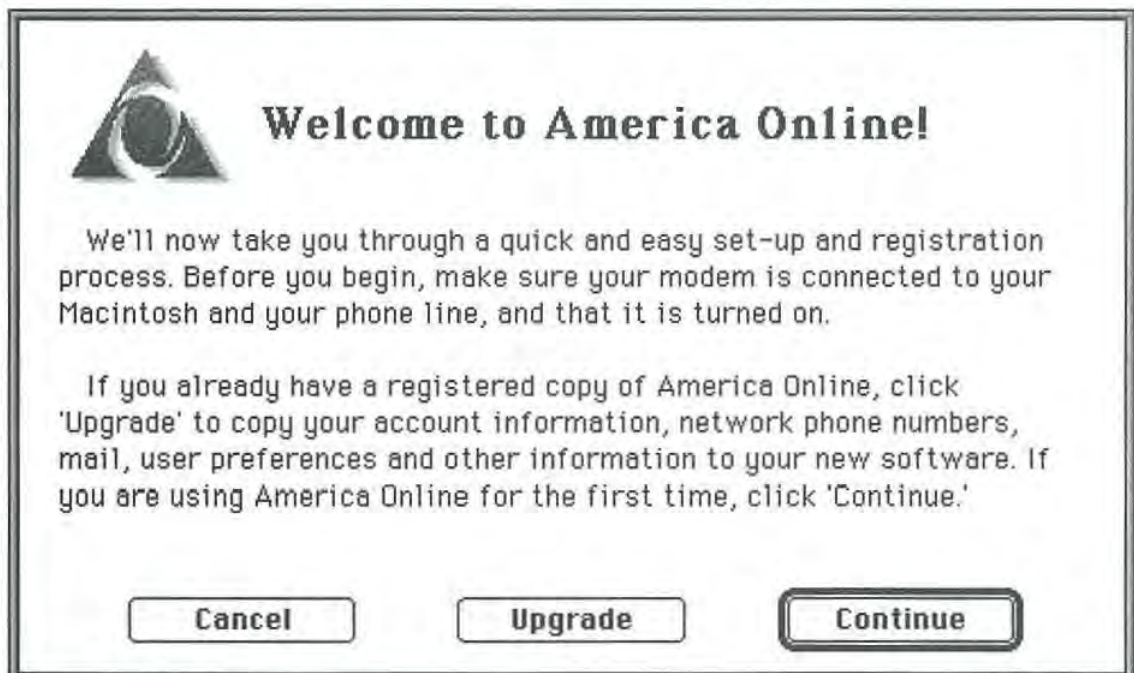 Welcome to America Online!
We'll now take you through a quick and easy set-up and registration
process. Before you begin, make sure your modem is connected to your
Macintosh and your phone line, and that it is turned on.
If you already have a registered copy of America Online, click
'Upgrade' to copy your account information, network phone numbers,
mail, user preferences and other information to your new software. If
you are using America Online for the first time, click 'Continue.'
Cancel Upgrade Continue